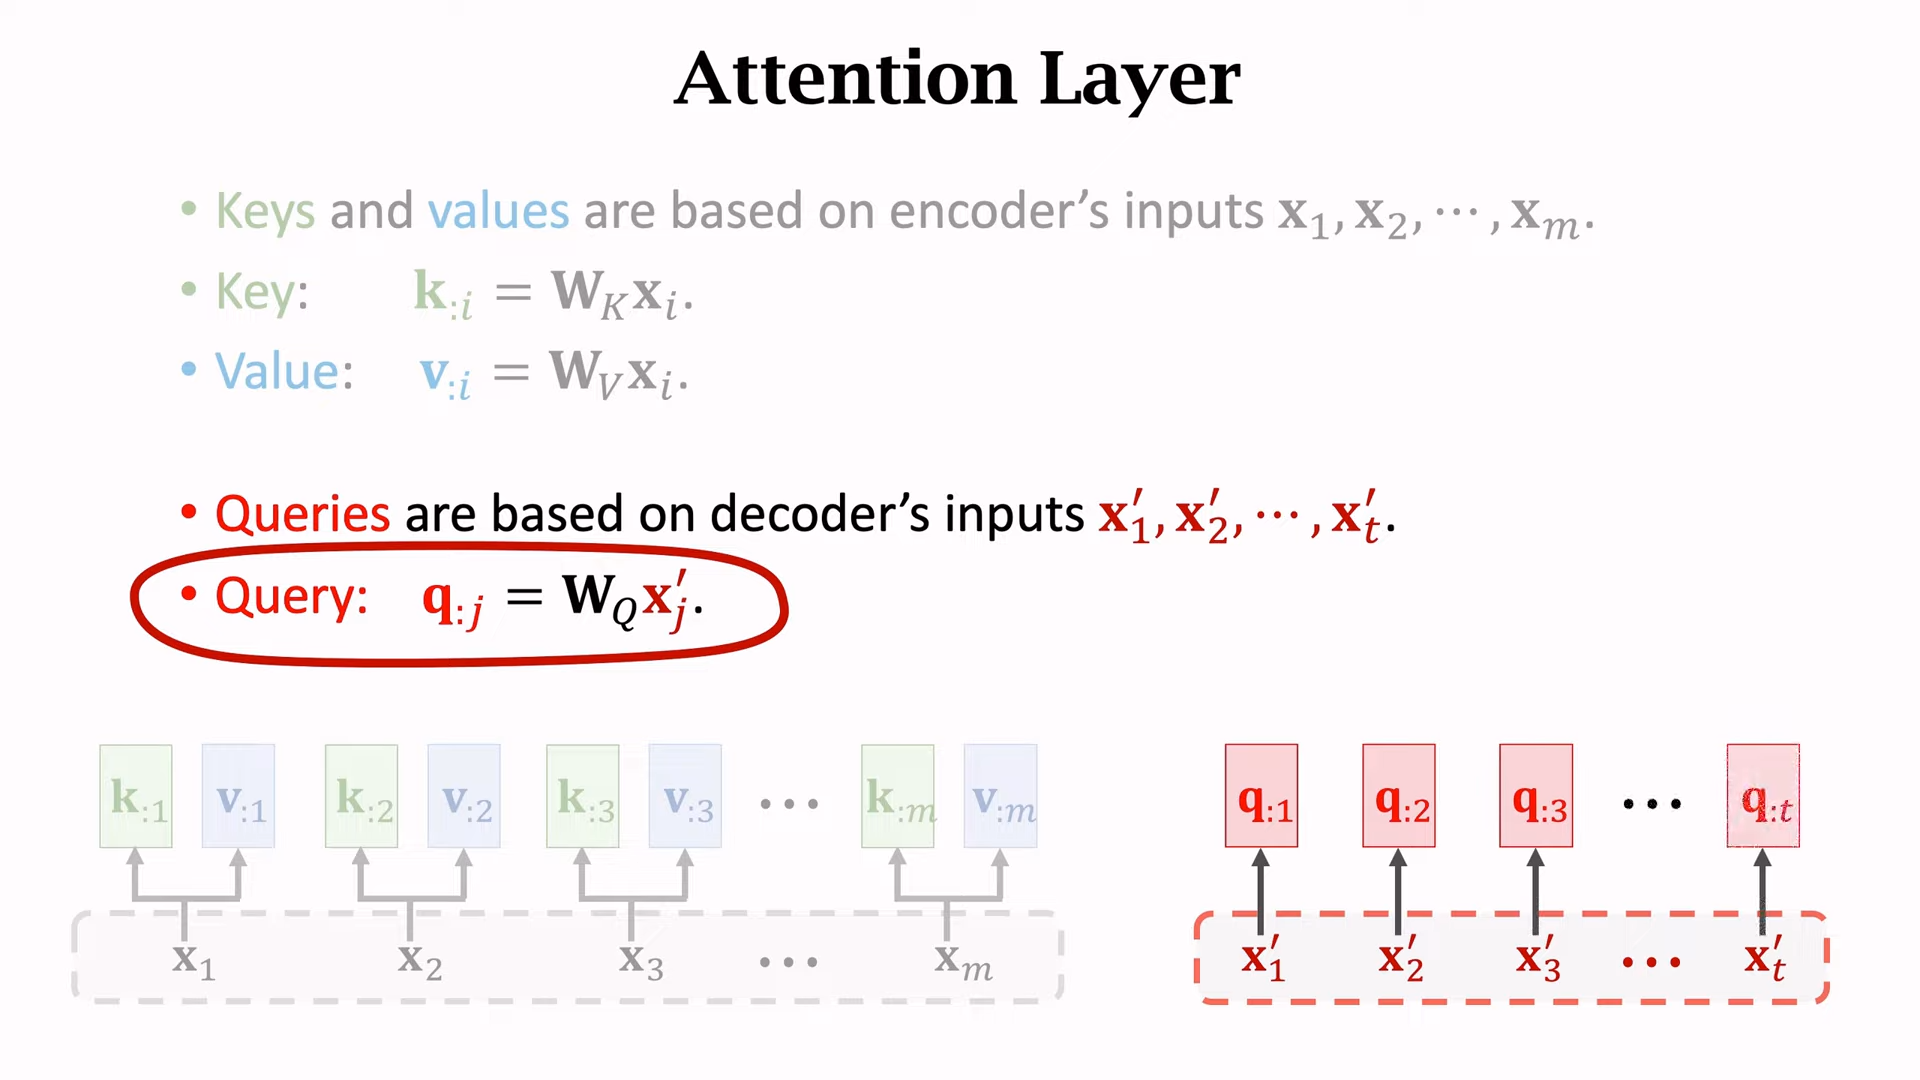 Attention Layer
• Keys and values are based on encoder’s inputs x₁, x₂, ⋯ , xₘ.
• Key: k:ᵢ = W_K xᵢ.
• Value: v:ᵢ = W_V xᵢ.
• Queries are based on decoder’s inputs x′₁, x′₂, ⋯ , x′ₜ.
• Query: q:ⱼ = W_Q x′ⱼ.
k:₁ v:₁ k:₂ v:₂ k:₃ v:₃ ⋯ k:ₘ v:ₘ q:₁ q:₂ q:₃ ⋯ q:ₜ
x₁ x₂ x₃ ⋯ xₘ x′₁ x′₂ x′₃ ⋯ x′ₜ